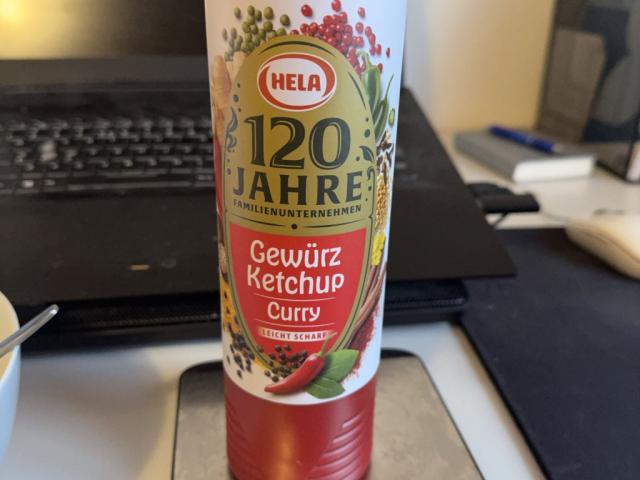 HELA
120
JAHRE
FAMILIENUNTERNEHMEN
Gewürz
Ketchup
Curry
LEICHT SCHARF